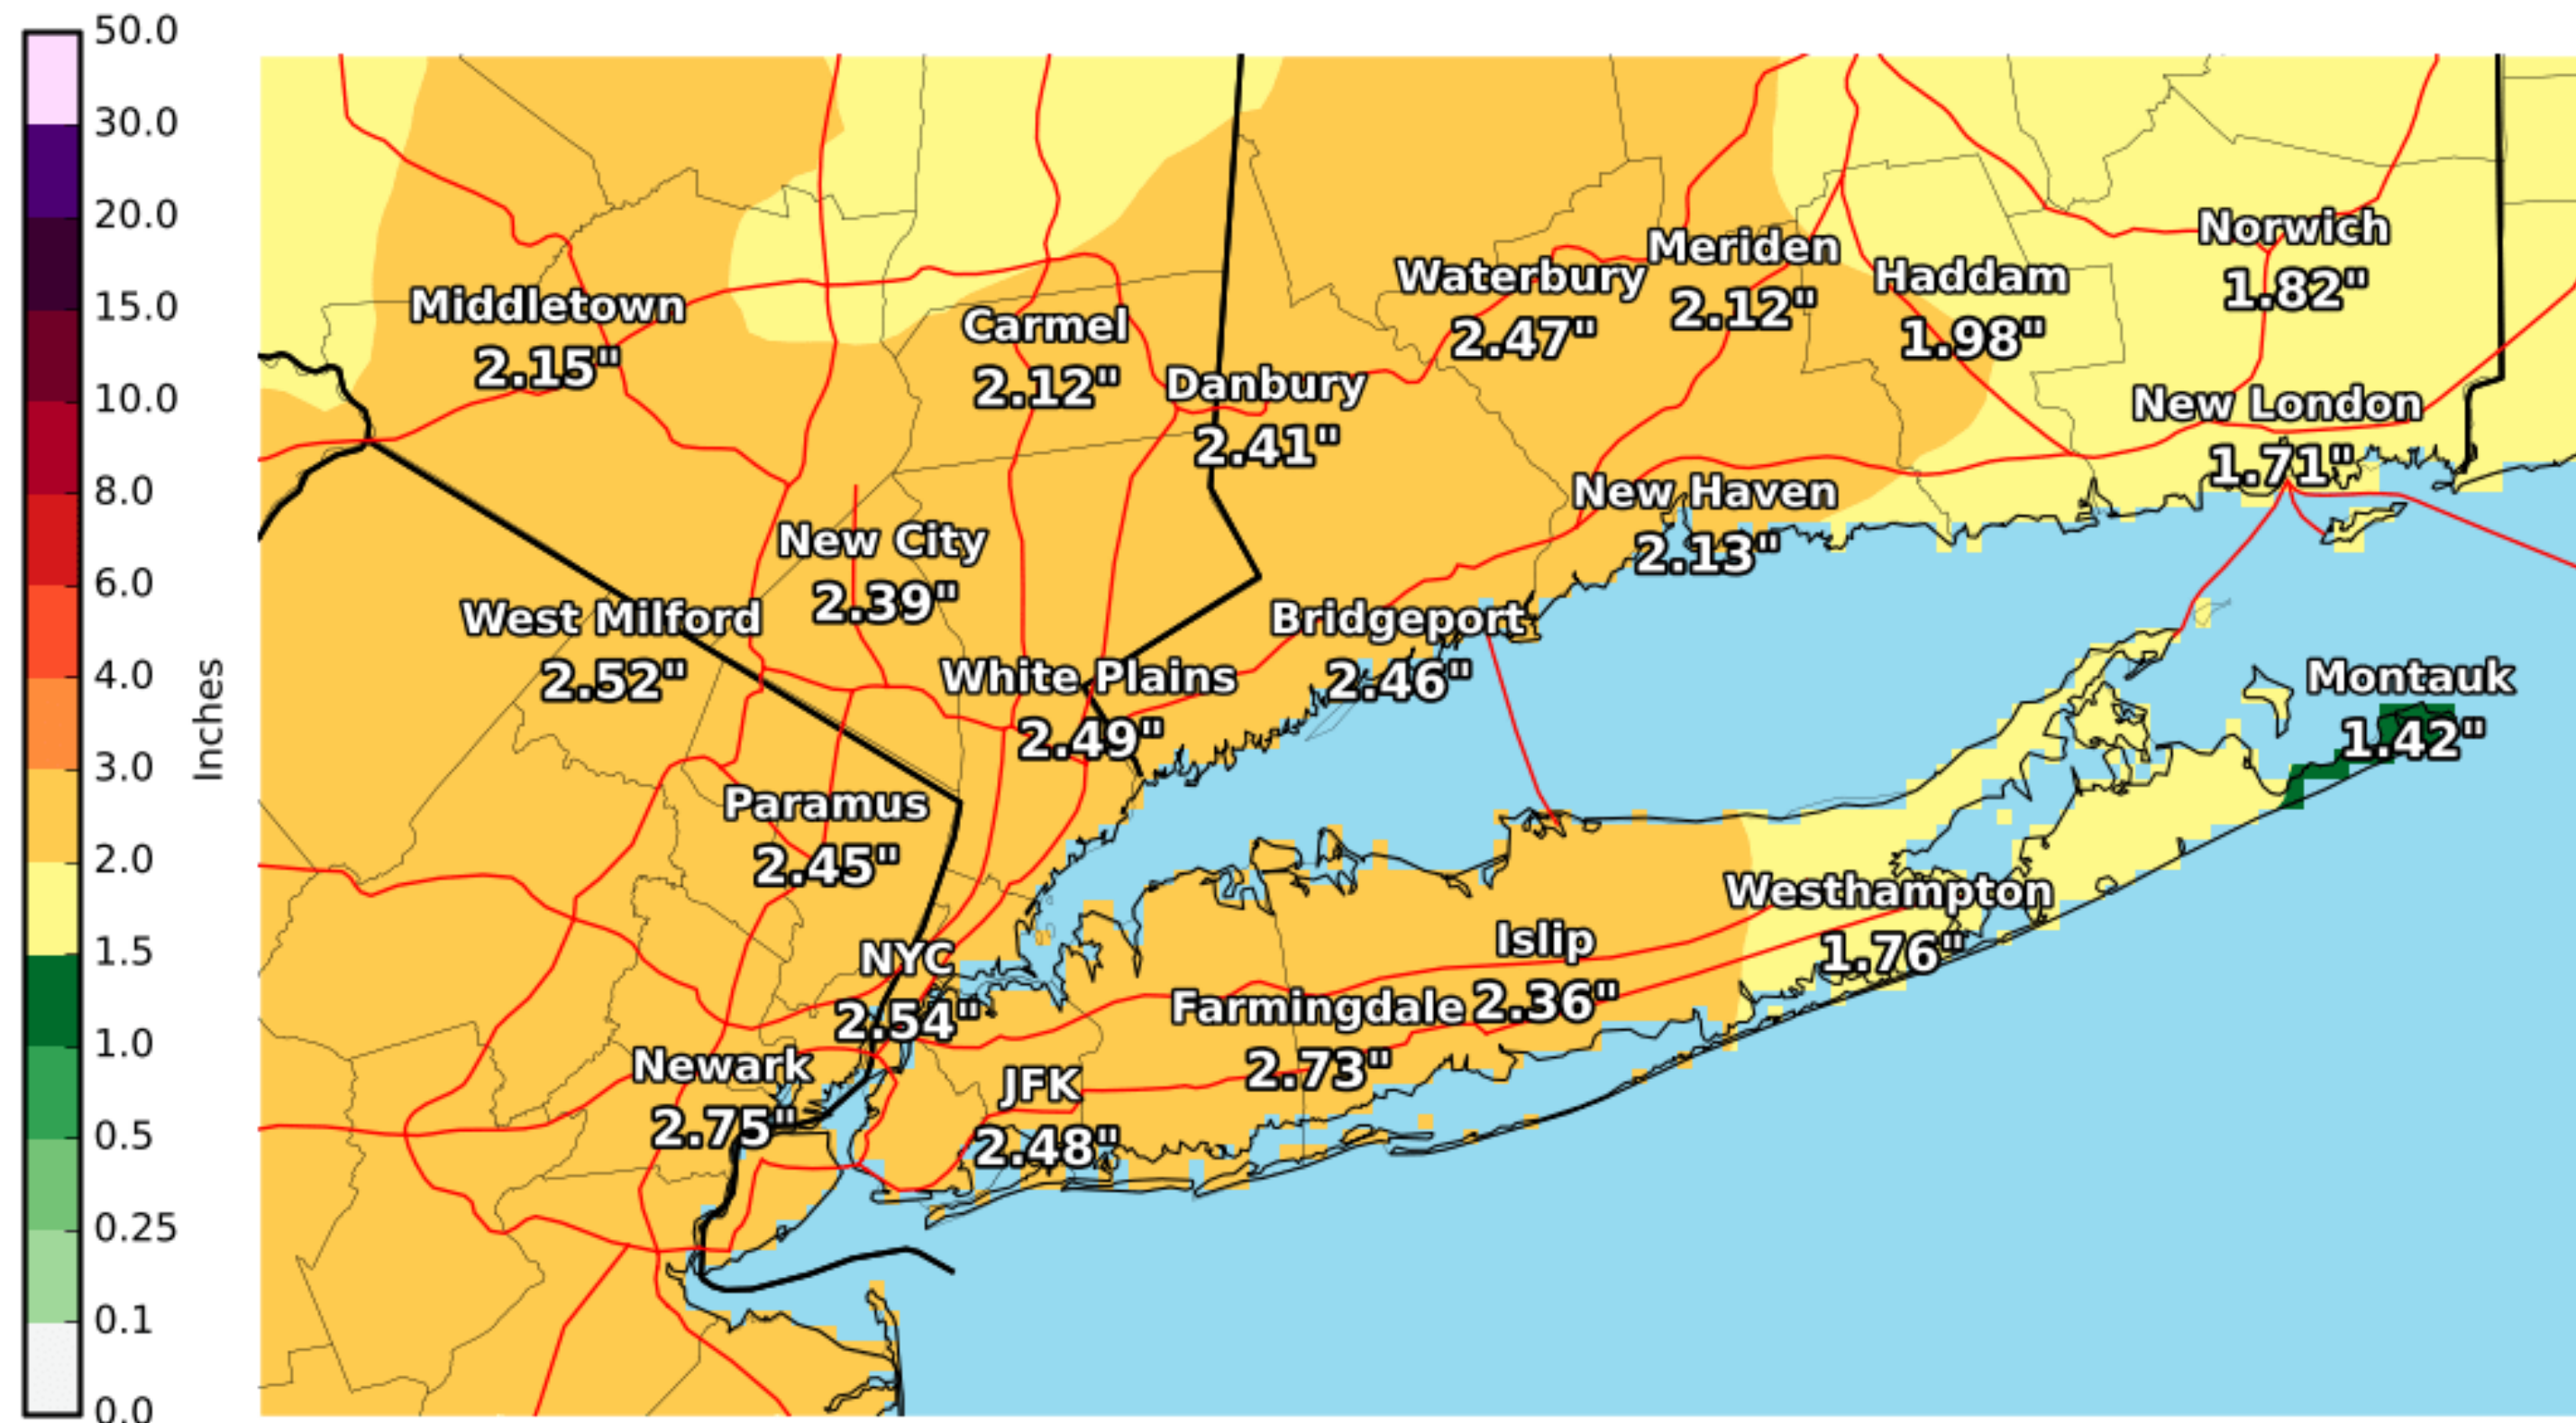 50.0
30.0
20.0
15.0
10.0
8.0
6.0
4.0
3.0
2.0
1.5
1.0
0.5
0.25
0.1
0.0
Inches
Norwich
1.82"
Meriden
2.12"
Waterbury
2.47"
Haddam
1.98"
Middletown
2.15"
Carmel
2.12"
Danbury
2.41"
New London
1.71"
New Haven
2.13"
New City
2.39"
West Milford
2.52"
Bridgeport
2.46"
White Plains
2.49"
Montauk
1.42"
Paramus
2.45"
Westhampton
1.76"
Islip
2.36"
NYC
2.54"
Farmingdale
2.73"
Newark
2.75"
JFK
2.48"